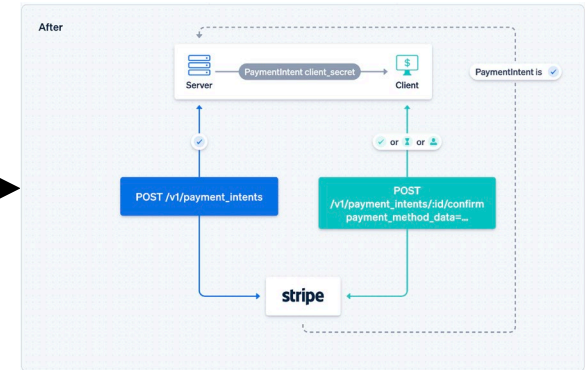 After
PaymentIntent client_secret
Server
Client
PaymentIntent is
or
or
POST /v1/payment_intents
POST
/v1/payment_intents/:id/confirm
payment_method_data=...
stripe